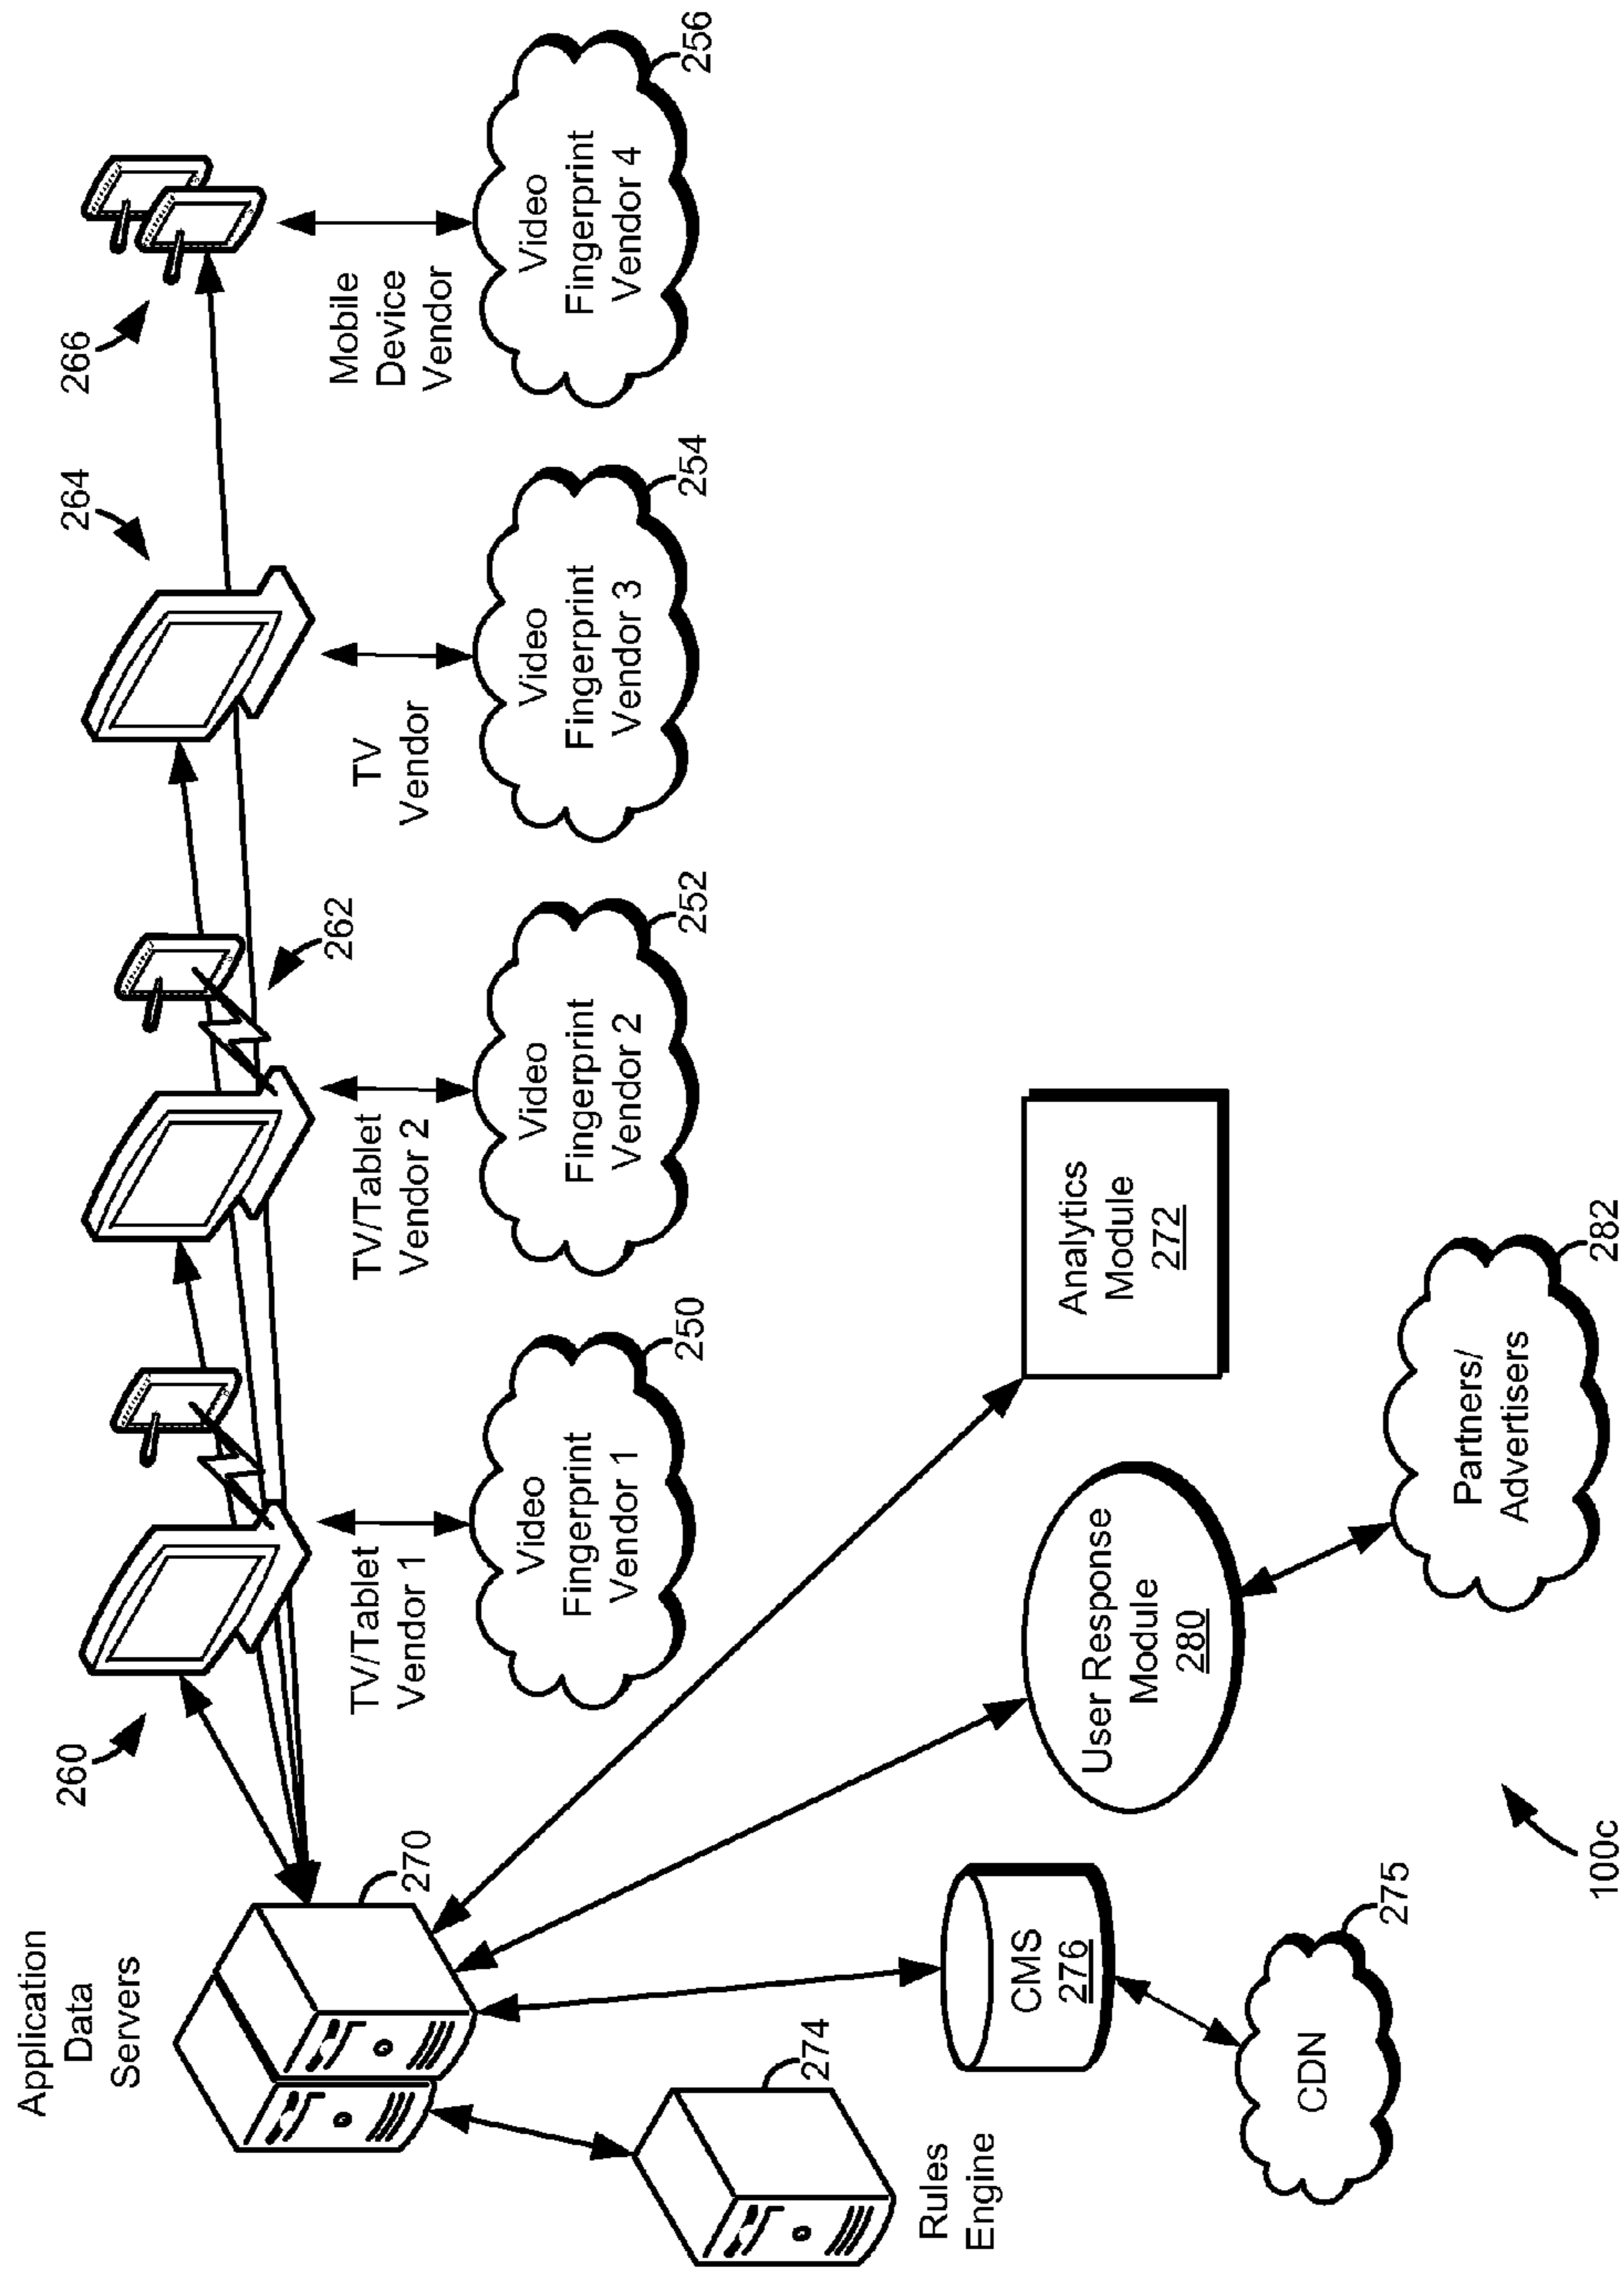 Application
Data
Servers
270
260
262
264
266
TV/Tablet
Vendor 1
TV/Tablet
Vendor 2
TV
Vendor
Mobile
Device
Vendor
Video
Fingerprint
Vendor 1
250
Video
Fingerprint
Vendor 2
252
Video
Fingerprint
Vendor 3
254
Video
Fingerprint
Vendor 4
256
274
Rules
Engine
CMS
276
CDN
275
User Response
Module
280
Analytics
Module
272
Partners/
Advertisers
282
100c